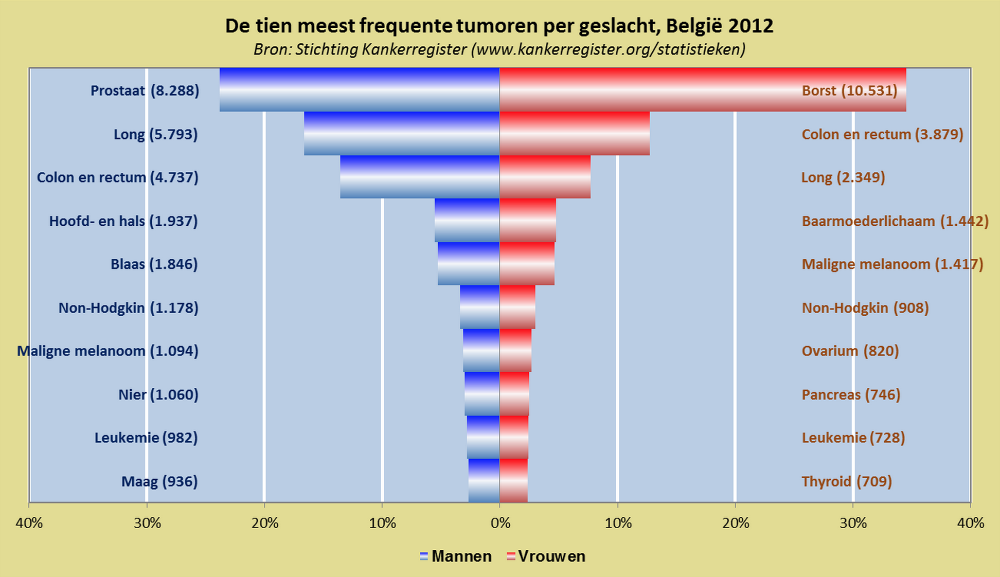 De tien meest frequente tumoren per geslacht, België 2012
Bron: Stichting Kankerregister (www.kankerregister.org/statistieken)
Prostaat (8.288) Borst (10.531)
Long (5.793) Colon en rectum (3.879)
Colon en rectum (4.737) Long (2.349)
Hoofd- en hals (1.937) Baarmoederlichaam (1.442)
Blaas (1.846) Maligne melanoom (1.417)
Non-Hodgkin (1.178) Non-Hodgkin (908)
Maligne melanoom (1.094) Ovarium (820)
Nier (1.060) Pancreas (746)
Leukemie (982) Leukemie (728)
Maag (936) Thyroid (709)
40% 30% 20% 10% 0% 10% 20% 30% 40%
Mannen Vrouwen